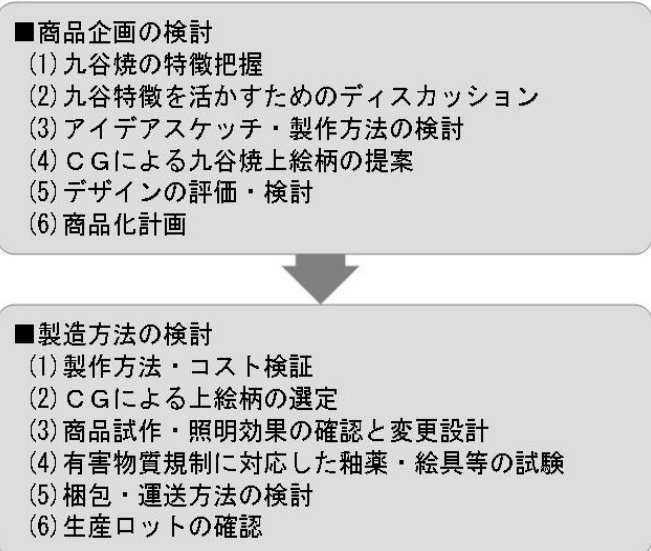 ■商品企画の検討
(1)九谷焼の特徴把握
(2)九谷特徴を活かすためのディスカッション
(3)アイデアスケッチ・製作方法の検討
(4)ＣＧによる九谷焼上絵柄の提案
(5)デザインの評価・検討
(6)商品化計画
■製造方法の検討
(1)製作方法・コスト検証
(2)ＣＧによる上絵柄の選定
(3)商品試作・照明効果の確認と変更設計
(4)有害物質規制に対応した釉薬・絵具等の試験
(5)梱包・運送方法の検討
(6)生産ロットの確認